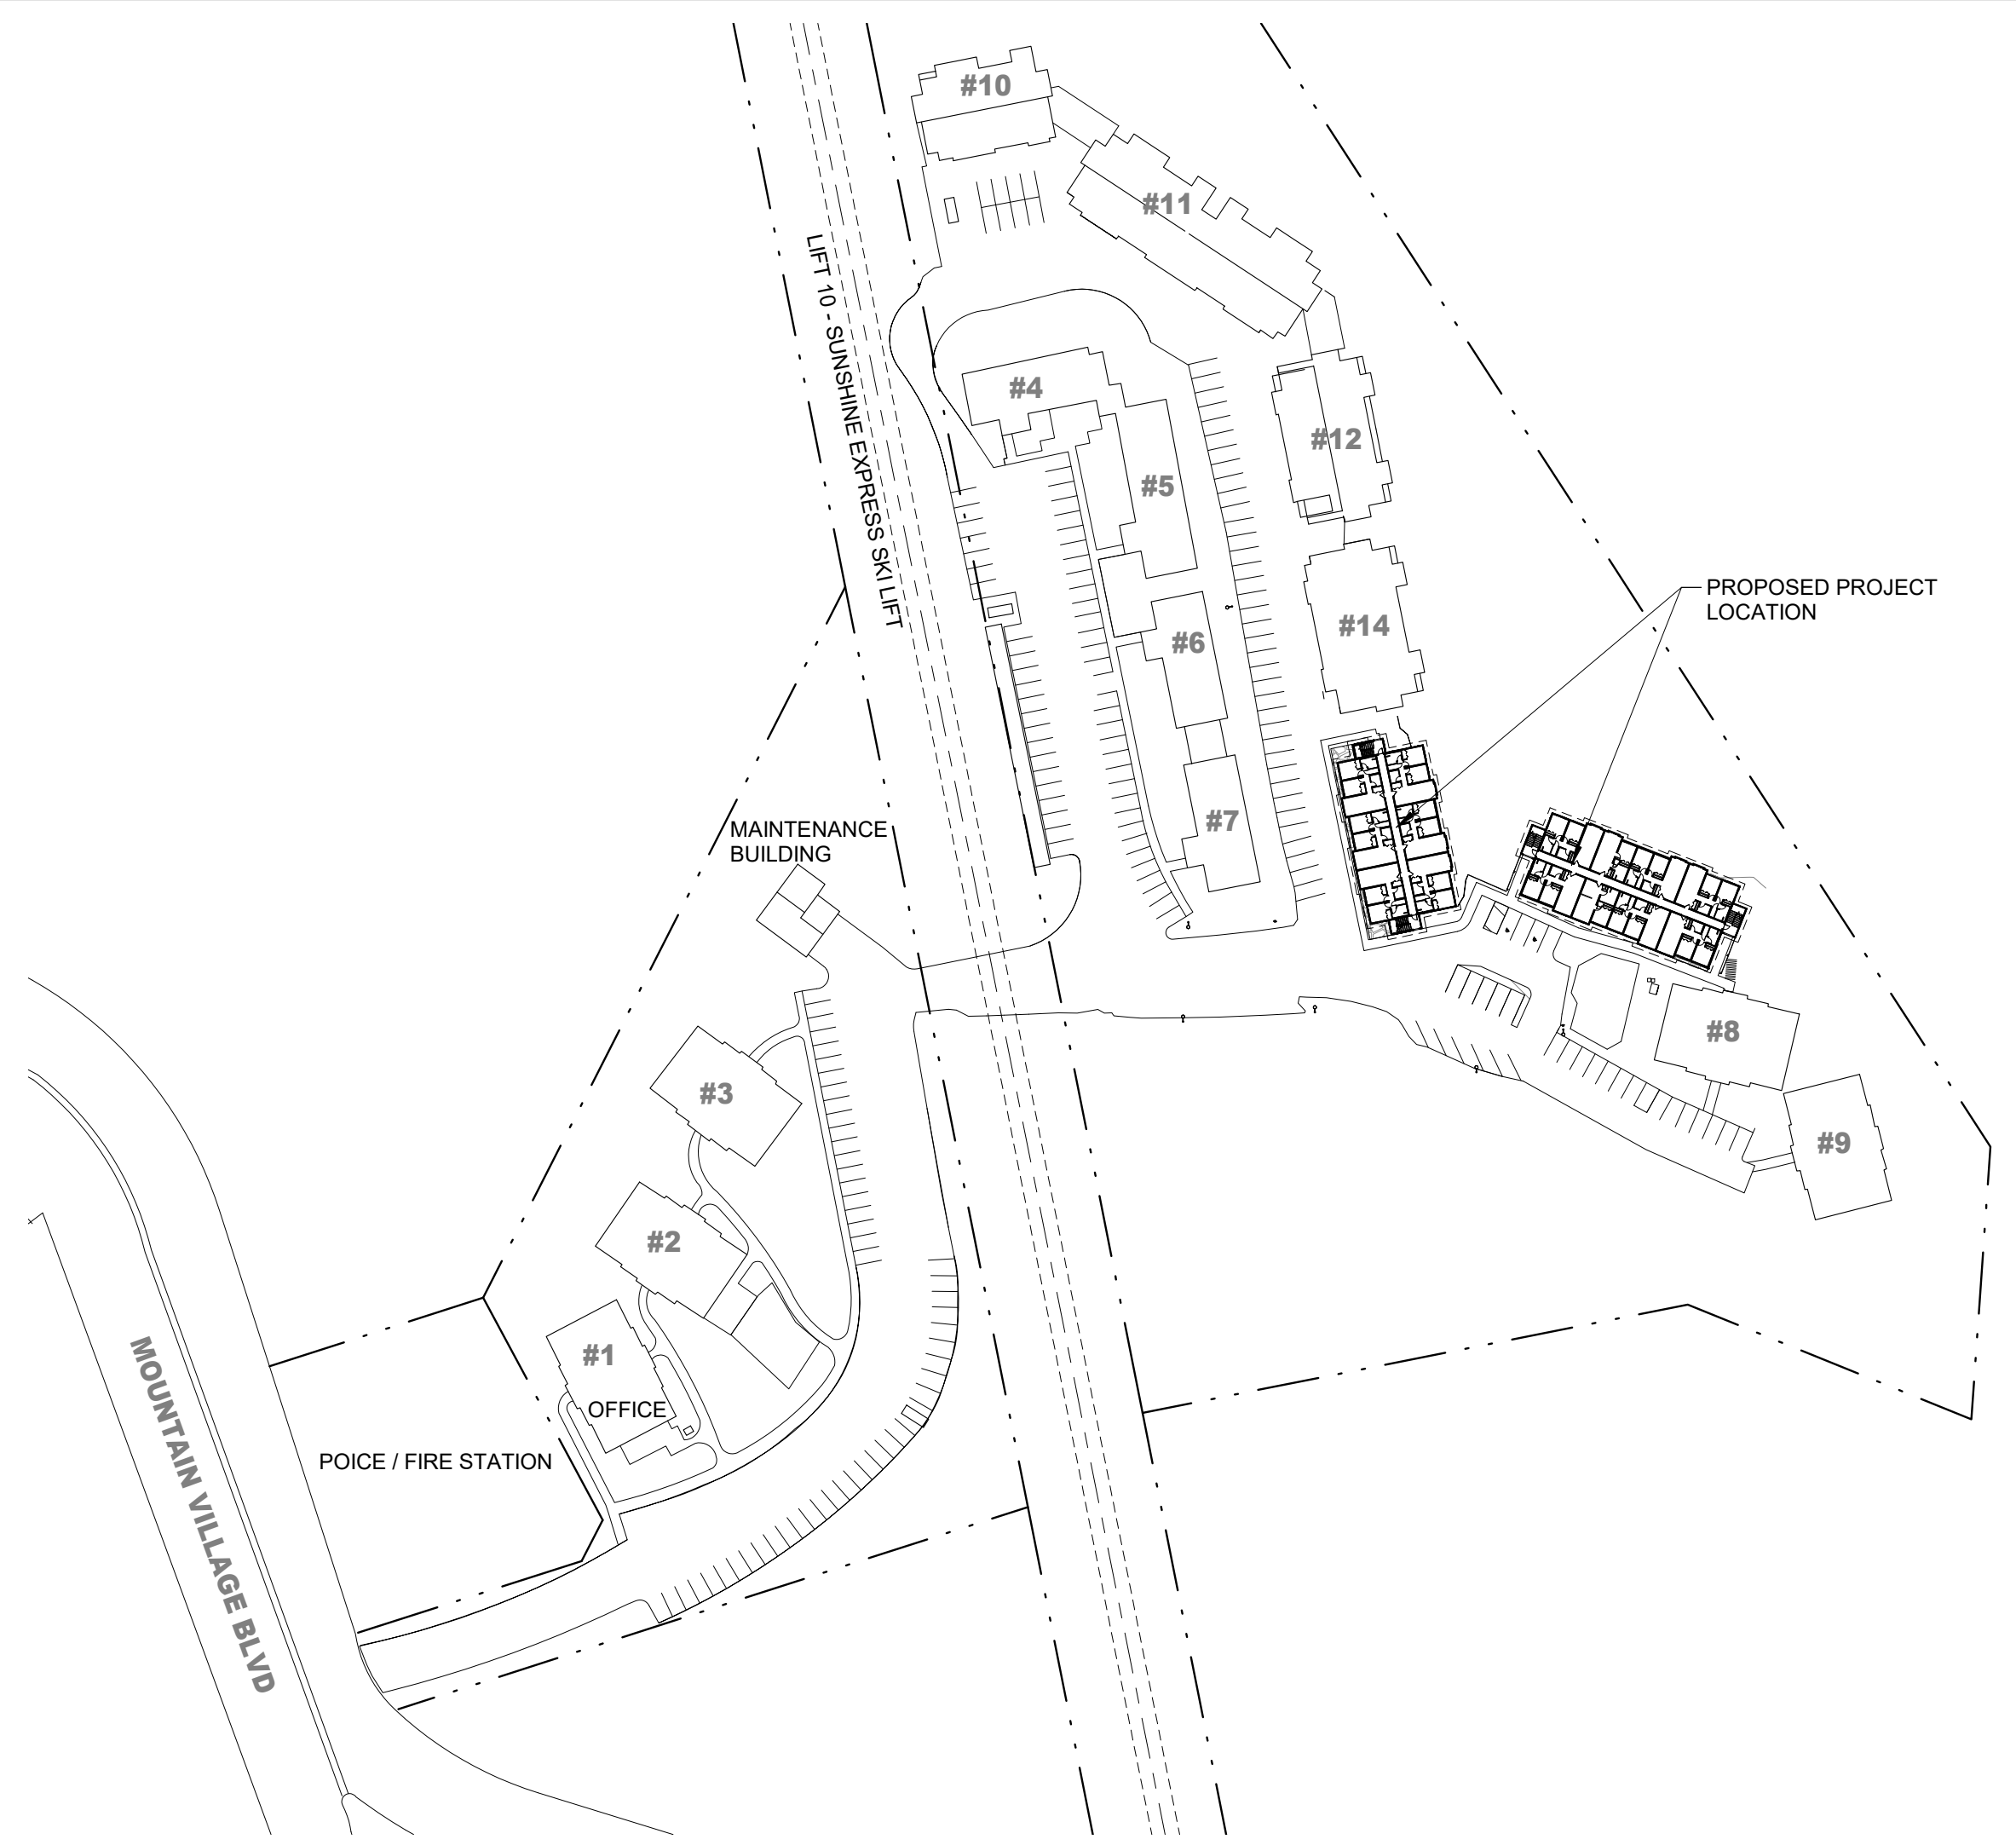 #10
#11
LIFT 10 - SUNSHINE EXPRESS SKI LIFT
#4
#12
#5
PROPOSED PROJECT
LOCATION
#14
#6
#7
MAINTENANCE
BUILDING
#8
#3
#9
#2
#1
OFFICE
POICE / FIRE STATION
MOUNTAIN VILLAGE BLVD